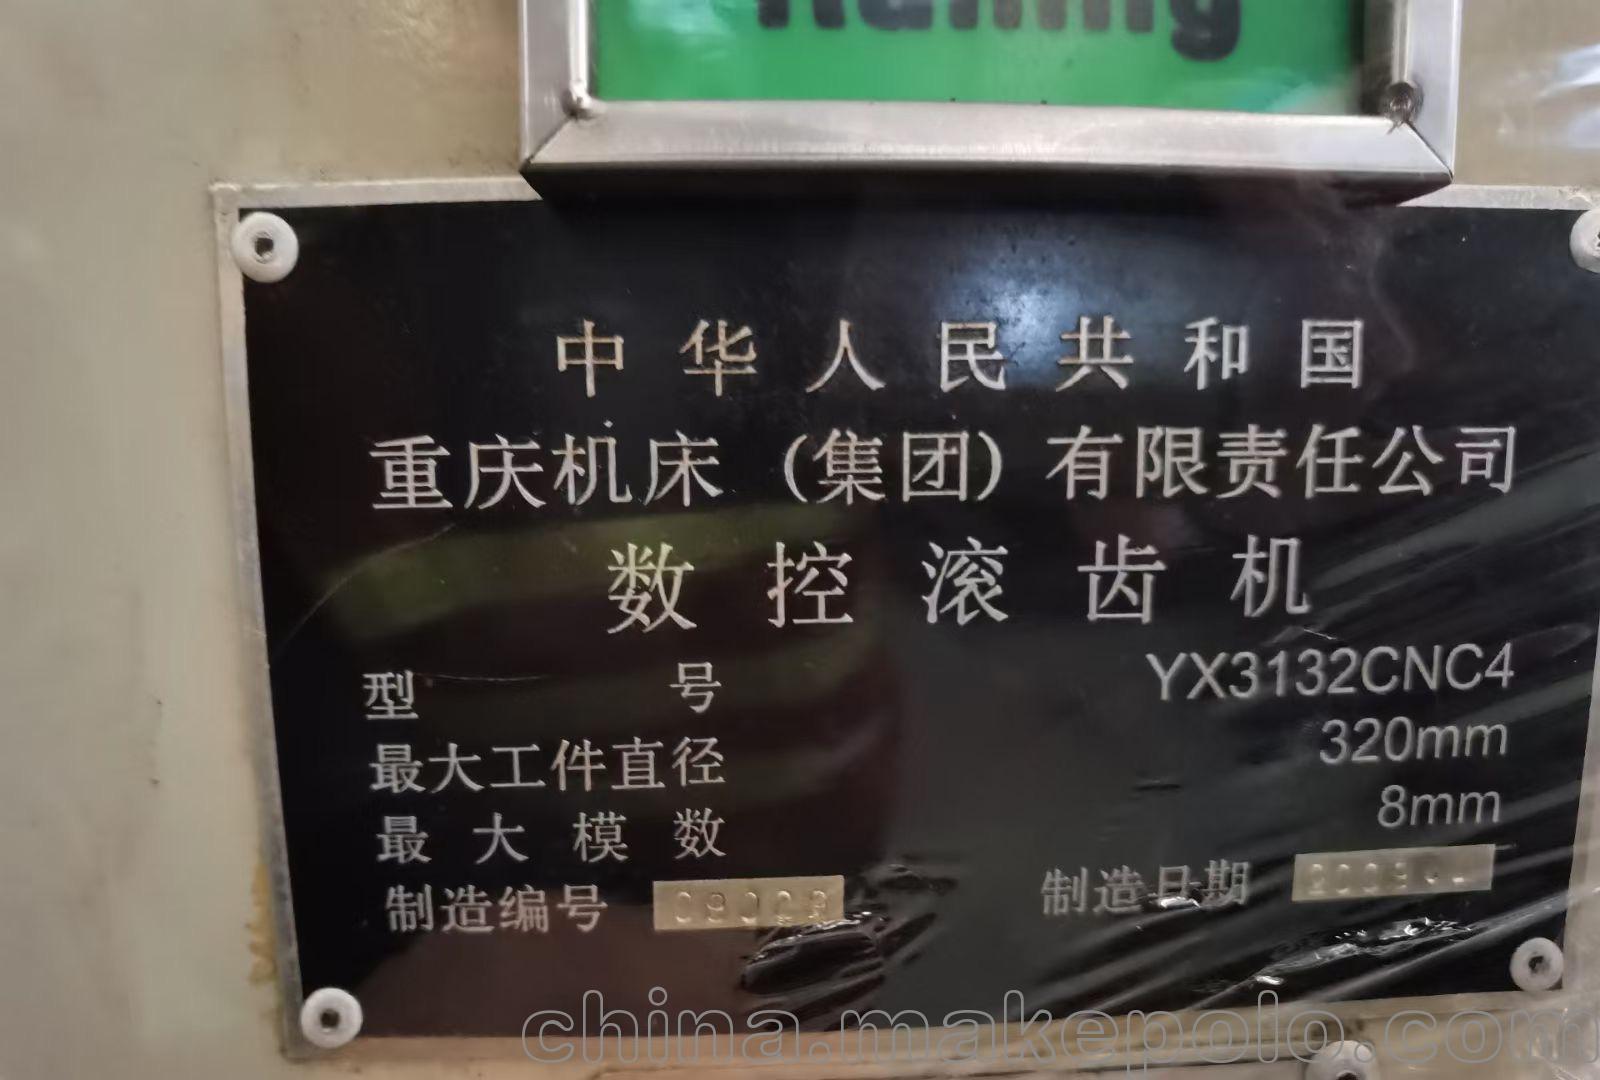 中华人民共和国
重庆机床（集团）有限责任公司
数控滚齿机
型号 YX3132CNC4
最大工件直径 320mm
最大模数 8mm
制造编号 制造日期
china.makepolo.com